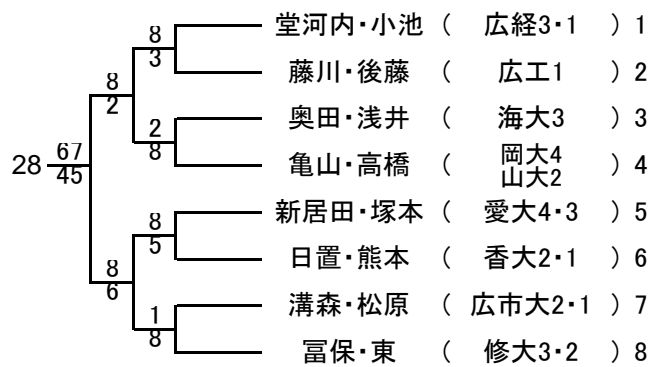 堂河内・小池 ( 広経3・1 ) 1
8
3
藤川・後藤 ( 広工1 ) 2
8
2
奥田・浅井 ( 海大3 ) 3
2
8
亀山・高橋 ( 岡大4 山大2 ) 4
28
67
45
新居田・塚本 ( 愛大4・3 ) 5
8
5
日置・熊本 ( 香大2・1 ) 6
8
6
溝森・松原 ( 広市大2・1 ) 7
1
8
冨保・東 ( 修大3・2 ) 8